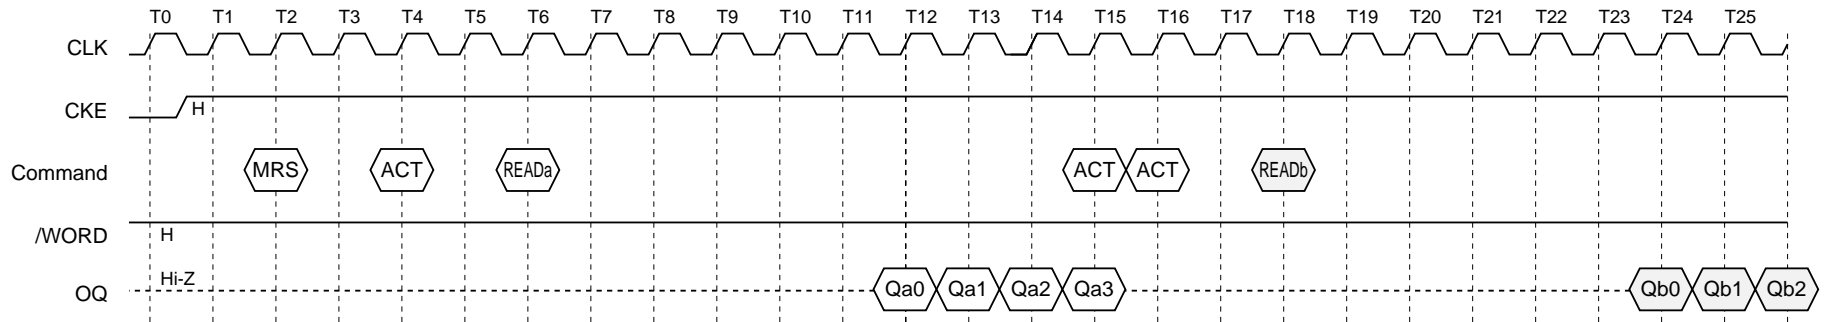 T0 T1 T2 T3 T4 T5 T6 T7 T8 T9 T10 T11 T12 T13 T14 T15 T16 T17 T18 T19 T20 T21 T22 T23 T24 T25
CLK
CKE H
Command MRS ACT READa ACT ACT READb
/WORD H
OQ Hi-Z Qa0 Qa1 Qa2 Qa3 Qb0 Qb1 Qb2